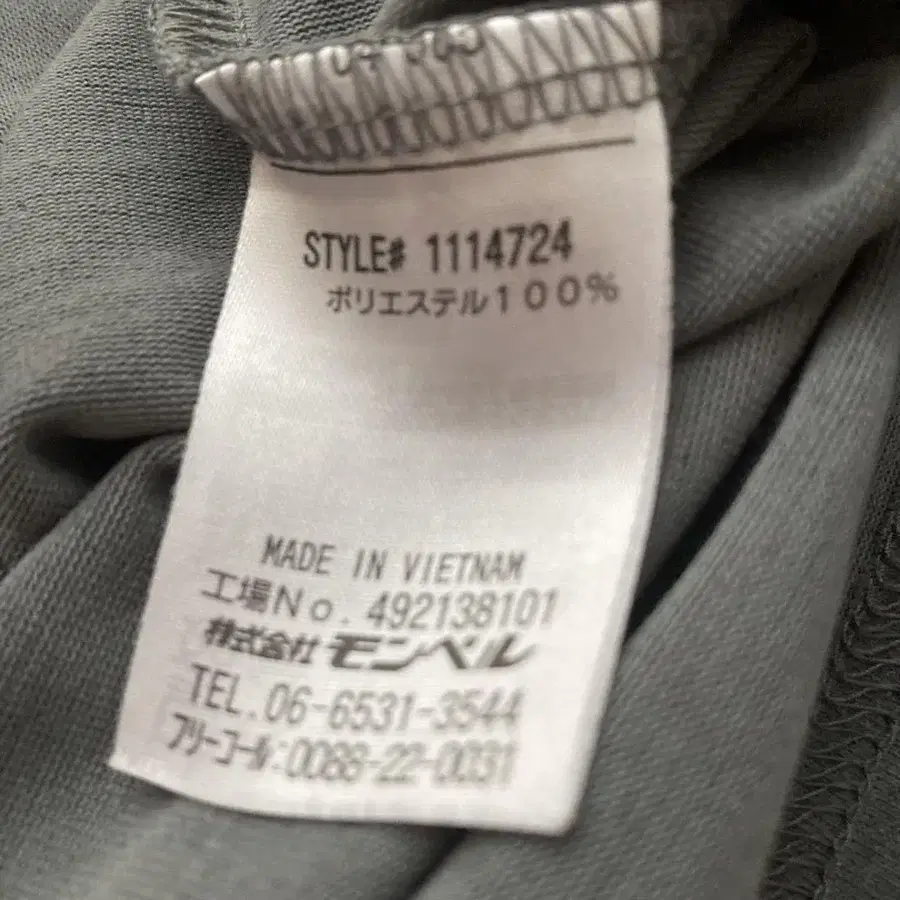 STYLE# 1114724
ポリエステル100%
MADE IN VIETNAM
工場No. 492138101
株式会社 モンベル
TEL.06-6531-3544
フリーコール:0088-22-0031